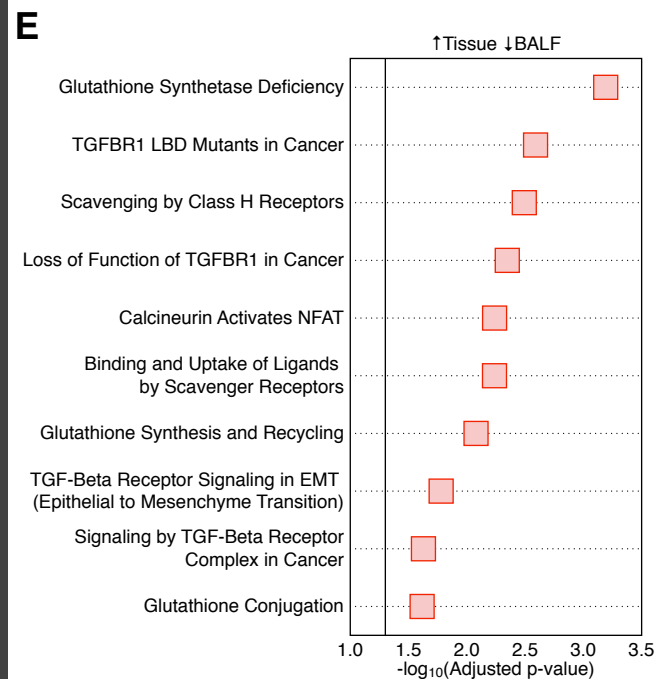 E
↑Tissue ↓BALF
Glutathione Synthetase Deficiency
TGFBR1 LBD Mutants in Cancer
Scavenging by Class H Receptors
Loss of Function of TGFBR1 in Cancer
Calcineurin Activates NFAT
Binding and Uptake of Ligands
by Scavenger Receptors
Glutathione Synthesis and Recycling
TGF-Beta Receptor Signaling in EMT
(Epithelial to Mesenchyme Transition)
Signaling by TGF-Beta Receptor
Complex in Cancer
Glutathione Conjugation
1.0 1.5 2.0 2.5 3.0 3.5
-log₁₀(Adjusted p-value)